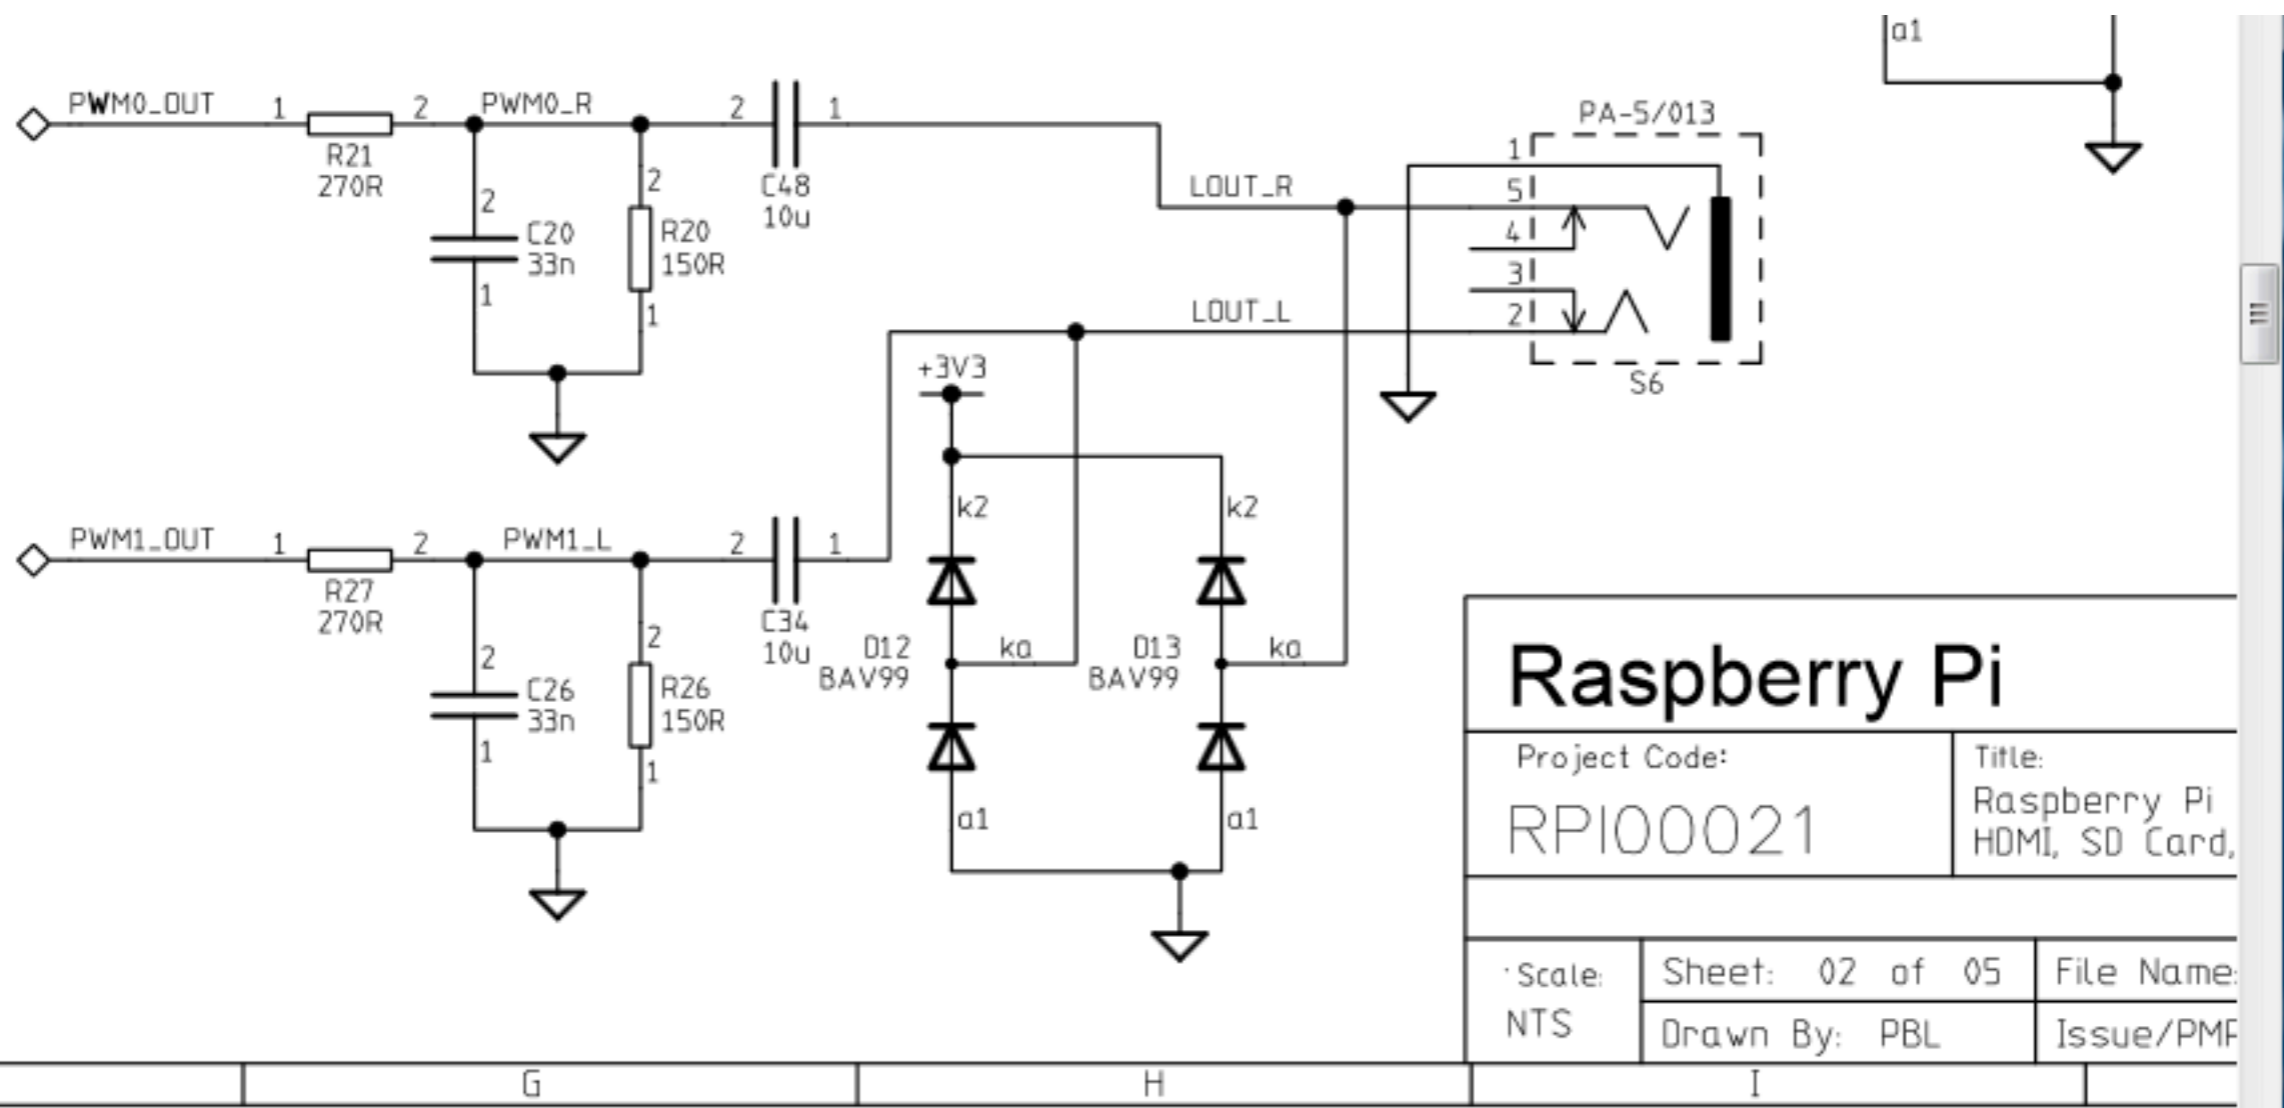 a1
PWM0_OUT 1 2 PWM0_R 2 1
R21
270R
2
C20
33n
1
2
R20
150R
1
C48
10u
LOUT_R
PA-S/013
1
5
4
3
2
S6
LOUT_L
+3V3
PWM1_OUT 1 2 PWM1_L 2 1
R27
270R
2
C26
33n
1
2
R26
150R
1
C34
10u
k2
D12
BAV99
ka
a1
k2
D13
BAV99
ka
a1
Raspberry Pi
Project Code:
RPI00021
Title:
Raspberry Pi
HDMI, SD Card,
Scale:
NTS
Sheet: 02 of 05
File Name:
Drawn By: PBL
Issue/PMF
G H I